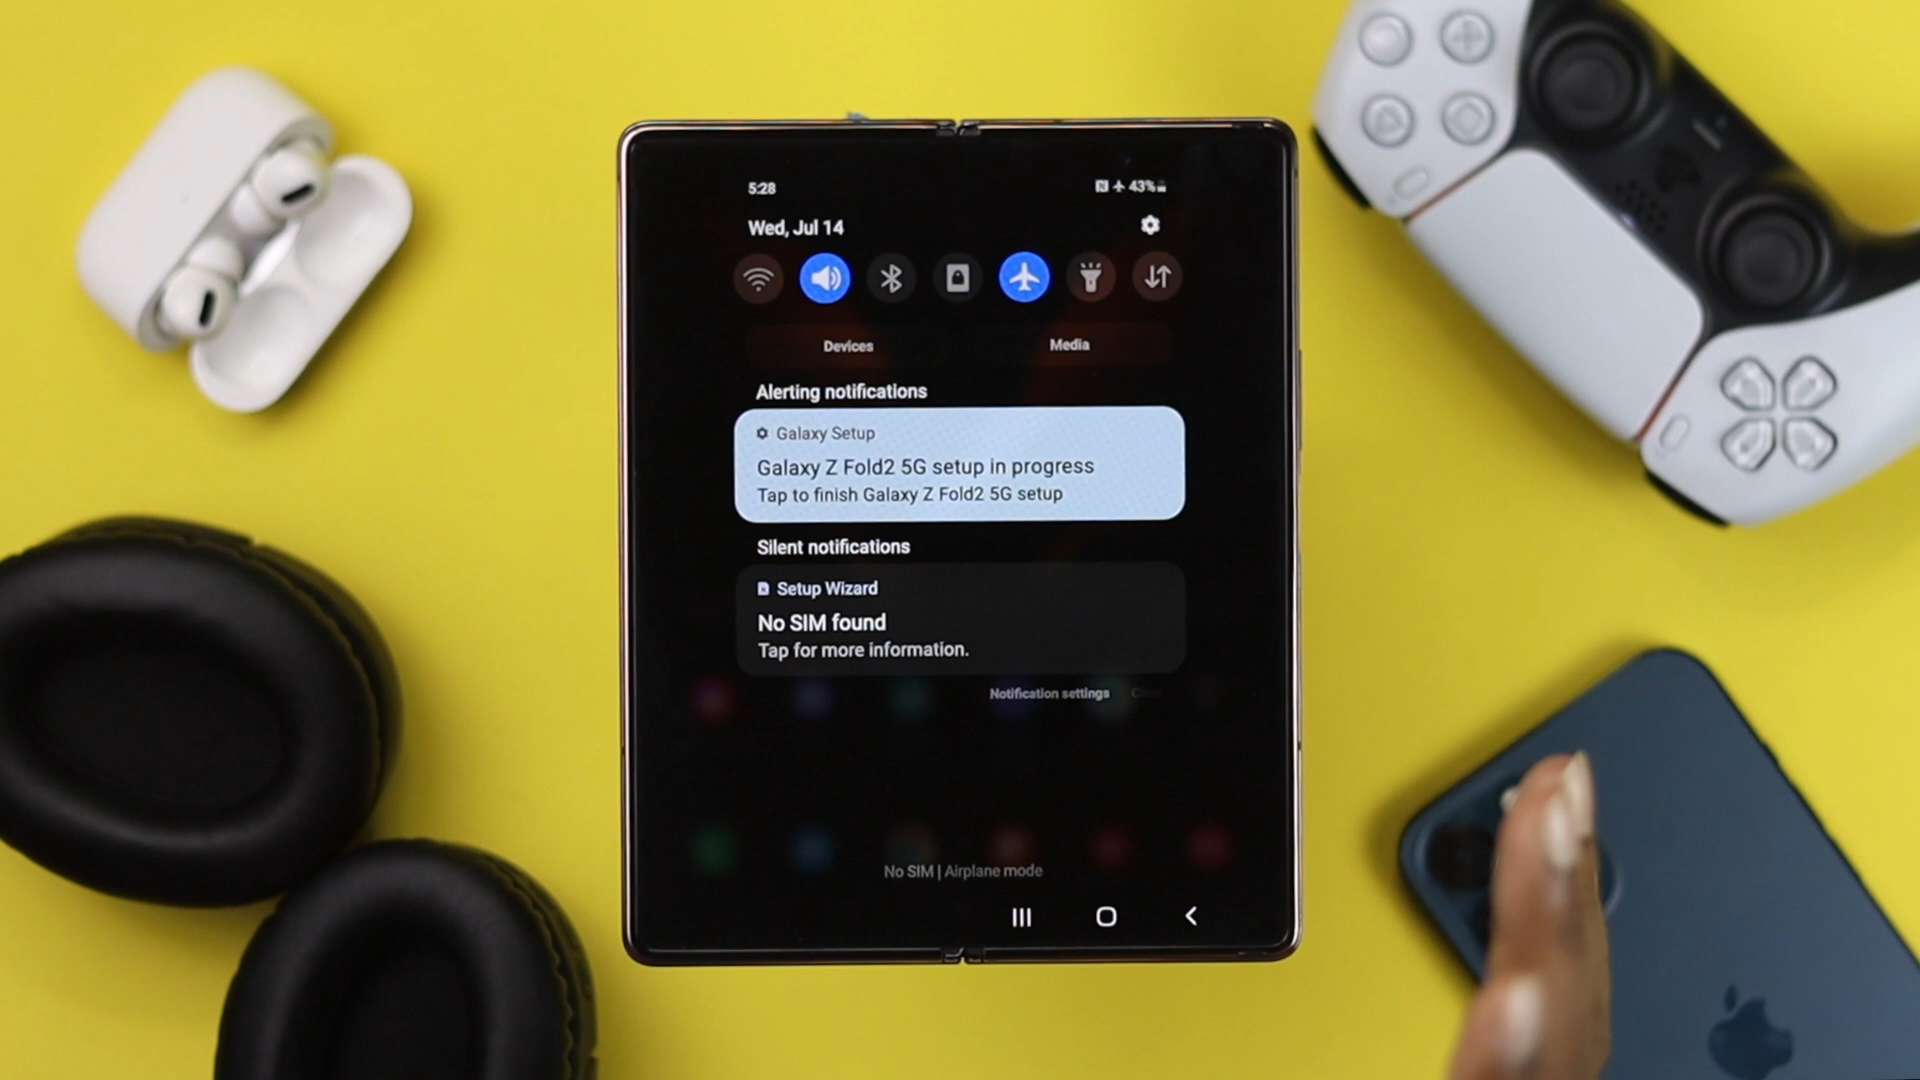 5:28
43%
Wed, Jul 14
Devices
Media
Alerting notifications
Galaxy Setup
Galaxy Z Fold2 5G setup in progress
Tap to finish Galaxy Z Fold2 5G setup
Silent notifications
Setup Wizard
No SIM found
Tap for more information.
Notification settings
No SIM | Airplane mode